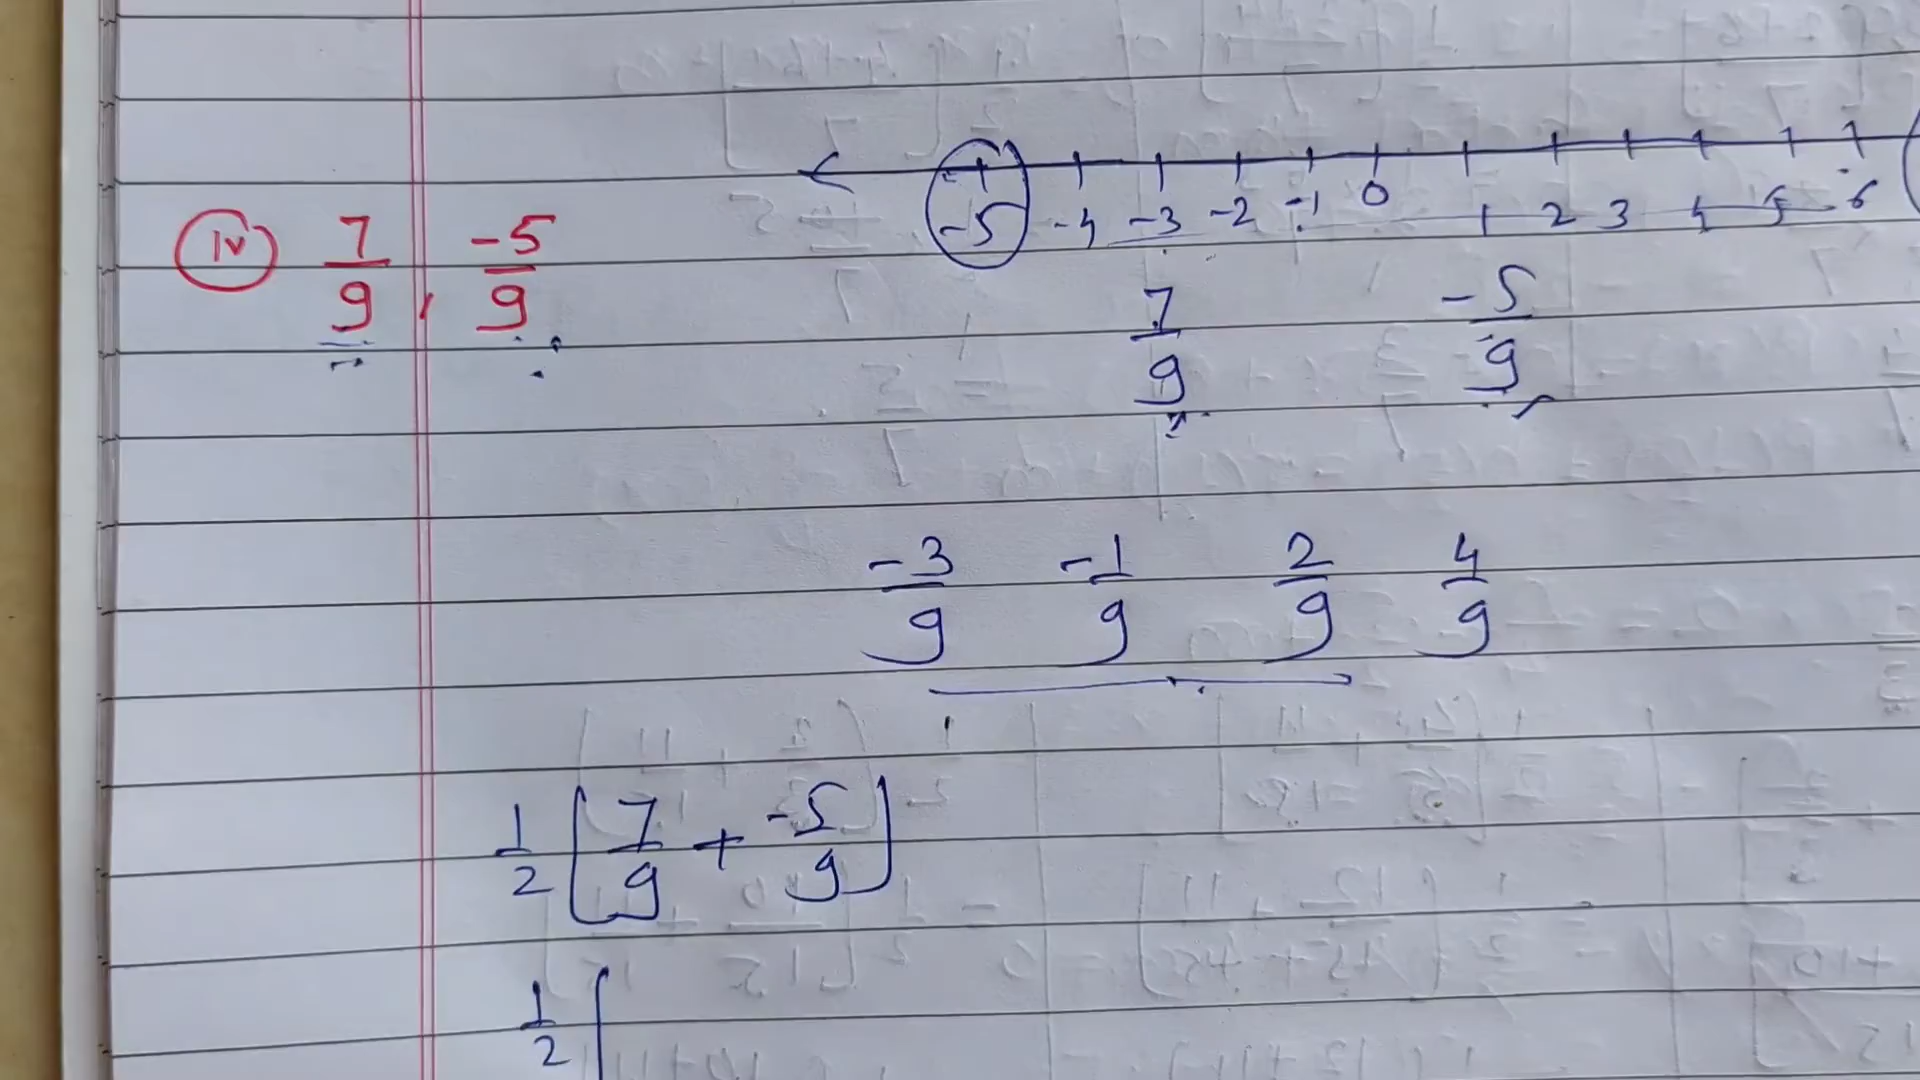 -5 -4 -3 -2 -1 0 1 2 3 4 5 6
(iv) 7/9, -5/9
7/9 -5/9
-3/9 -1/9 2/9 4/9
1/2 [7/9 + -5/9]
1/2 [